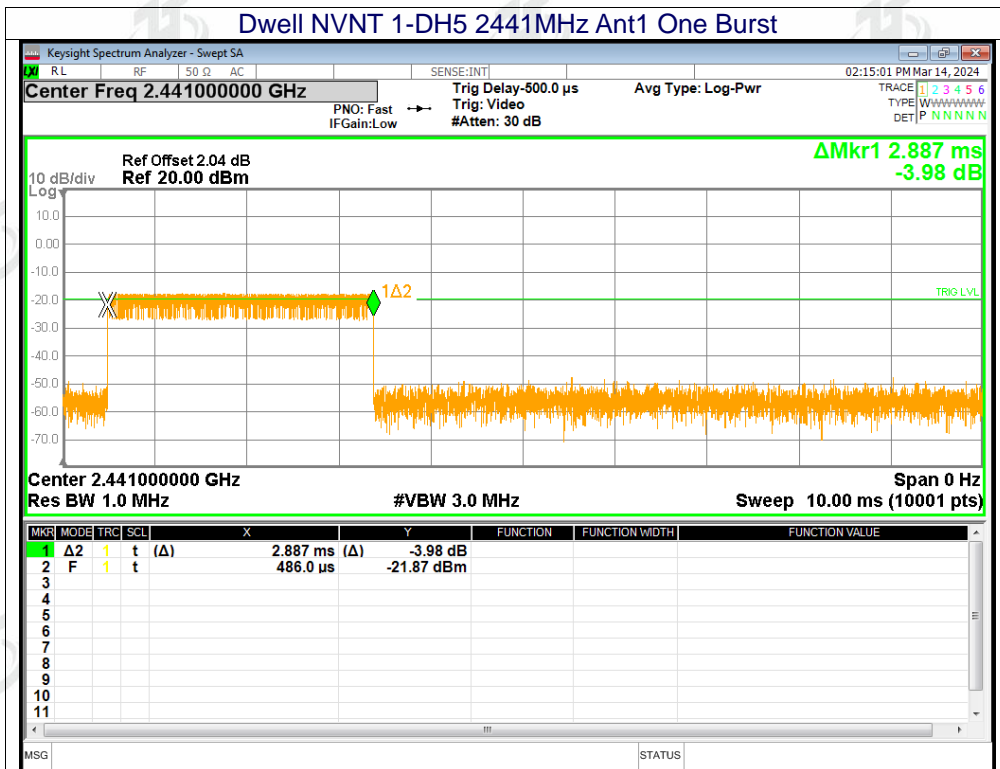 Dwell NVNT 1-DH5 2441MHz Ant1 One Burst
Keysight Spectrum Analyzer - Swept SA
LXI RL RF 50 Ω AC SENSE:INT 02:15:01 PM Mar 14, 2024
Center Freq 2.441000000 GHz Trig Delay-500.0 µs Avg Type: Log-Pwr TRACE 1 2 3 4 5 6
PNO: Fast Trig: Video TYPE WWWWWW
IFGain:Low #Atten: 30 dB DET P N N N N N
ΔMkr1 2.887 ms
-3.98 dB
Ref Offset 2.04 dB
10 dB/div Ref 20.00 dBm
Log
10.0
0.00
-10.0
1Δ2
TRIG LVL
-20.0
-30.0
-40.0
-50.0
-60.0
-70.0
Center 2.441000000 GHz Span 0 Hz
Res BW 1.0 MHz #VBW 3.0 MHz Sweep 10.00 ms (10001 pts)
MKR MODE TRC SCL X Y FUNCTION FUNCTION WIDTH FUNCTION VALUE
1 Δ2 1 t (Δ) 2.887 ms (Δ) -3.98 dB
2 F 1 t 486.0 µs -21.87 dBm
3
4
5
6
7
8
9
10
11
MSG STATUS